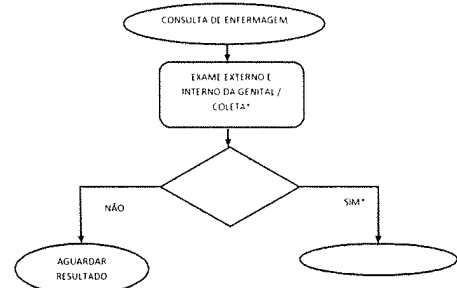 CONSULTA DE ENFERMAGEM
EXAME EXTERNO E
INTERNO DA GENITAL /
COLETA*
NÃO
SIM*
AGUARDAR
RESULTADO